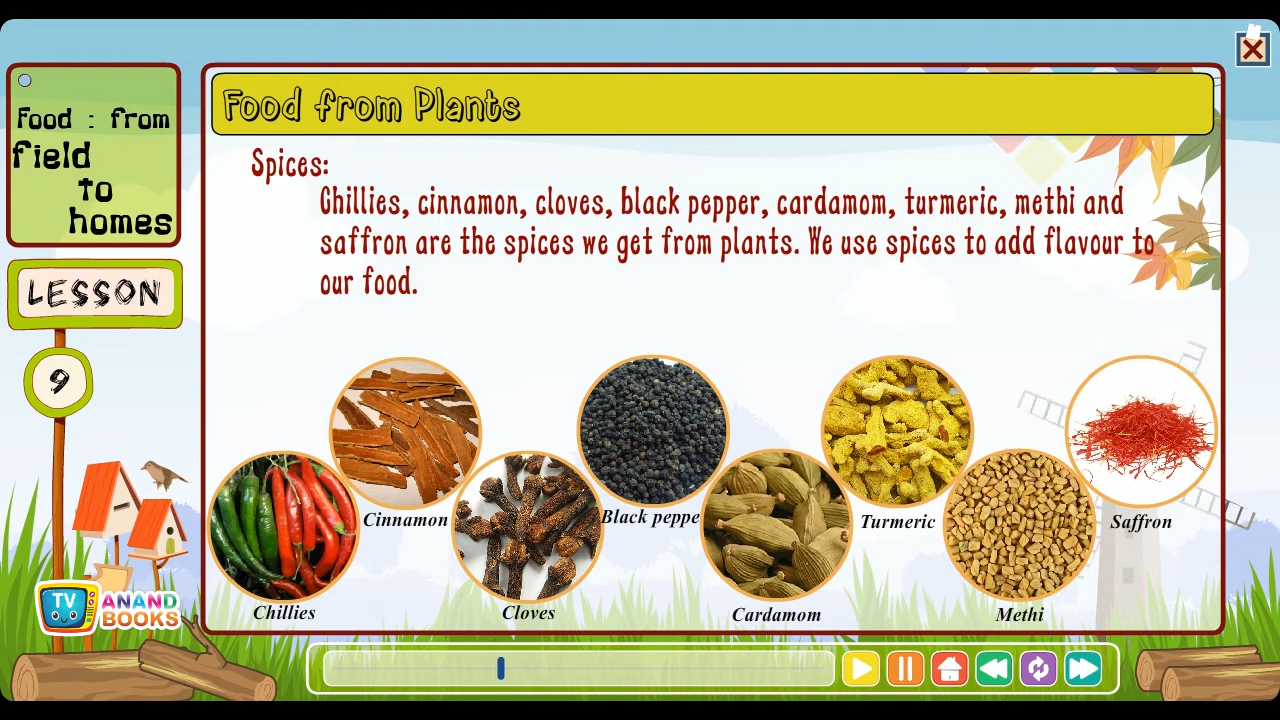 Food from Plants
Food : from
field
to
homes
LESSON
9
Spices:
Chillies, cinnamon, cloves, black pepper, cardamom, turmeric, methi and
saffron are the spices we get from plants. We use spices to add flavour to
our food.
Cinnamon
Black peppe
Turmeric
Saffron
Chillies
Cloves
Cardamom
Methi
TV
ANAND
BOOKS